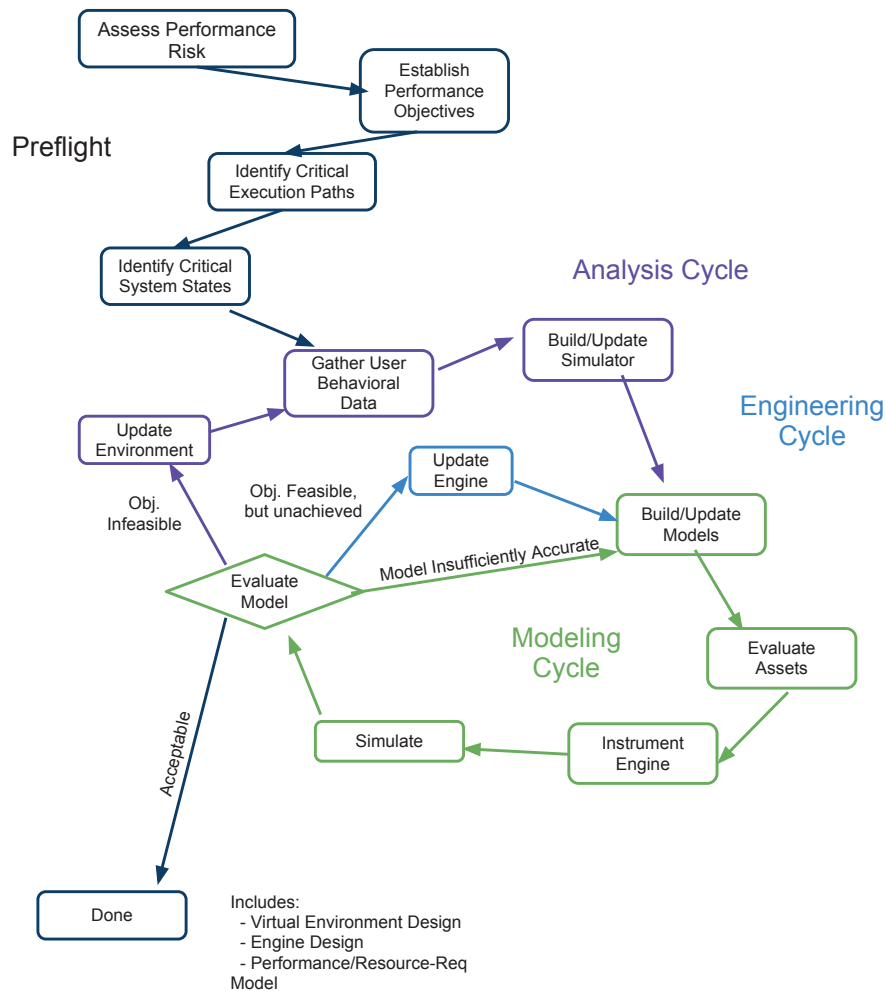 Assess Performance
Risk
Establish
Performance
Objectives
Preflight
Identify Critical
Execution Paths
Identify Critical
System States
Analysis Cycle
Gather User
Behavioral
Data
Build/Update
Simulator
Engineering
Cycle
Update
Environment
Update
Engine
Obj.
Infeasible
Obj. Feasible,
but unachieved
Build/Update
Models
Model Insufficiently Accurate
Evaluate
Model
Modeling
Cycle
Evaluate
Assets
Simulate
Instrument
Engine
Acceptable
Done
Includes:
- Virtual Environment Design
- Engine Design
- Performance/Resource-Req
Model